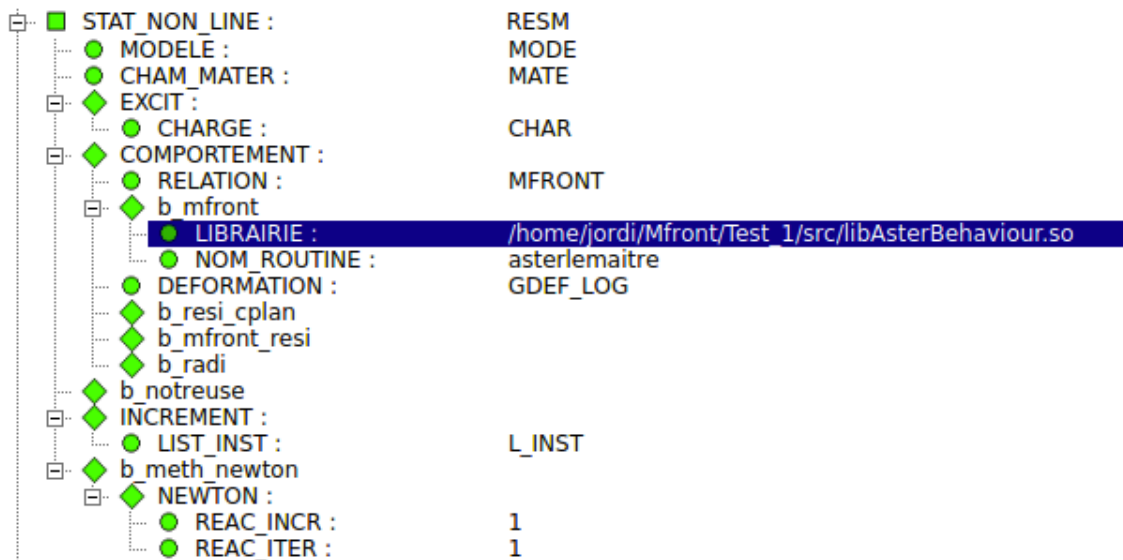 STAT_NON_LINE : RESM
MODELE : MODE
CHAM_MATER : MATE
EXCIT :
CHARGE : CHAR
COMPORTEMENT :
RELATION : MFRONT
b_mfront
LIBRAIRIE : /home/jordi/Mfront/Test_1/src/libAsterBehaviour.so
NOM_ROUTINE : asterlemaitre
DEFORMATION : GDEF_LOG
b_resi_cplan
b_mfront_resi
b_radi
b_notreuse
INCREMENT :
LIST_INST : L_INST
b_meth_newton
NEWTON :
REAC_INCR : 1
REAC_ITER : 1